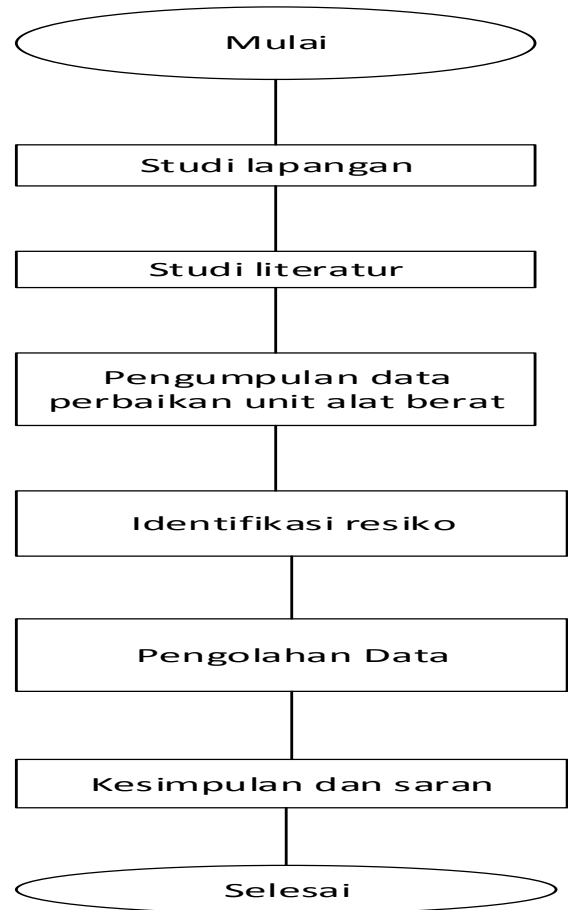 Mulai
Studi lapangan
Studi literatur
Pengumpulan data
perbaikan unit alat berat
Identifikasi resiko
Pengolahan Data
Kesimpulan dan saran
Selesai